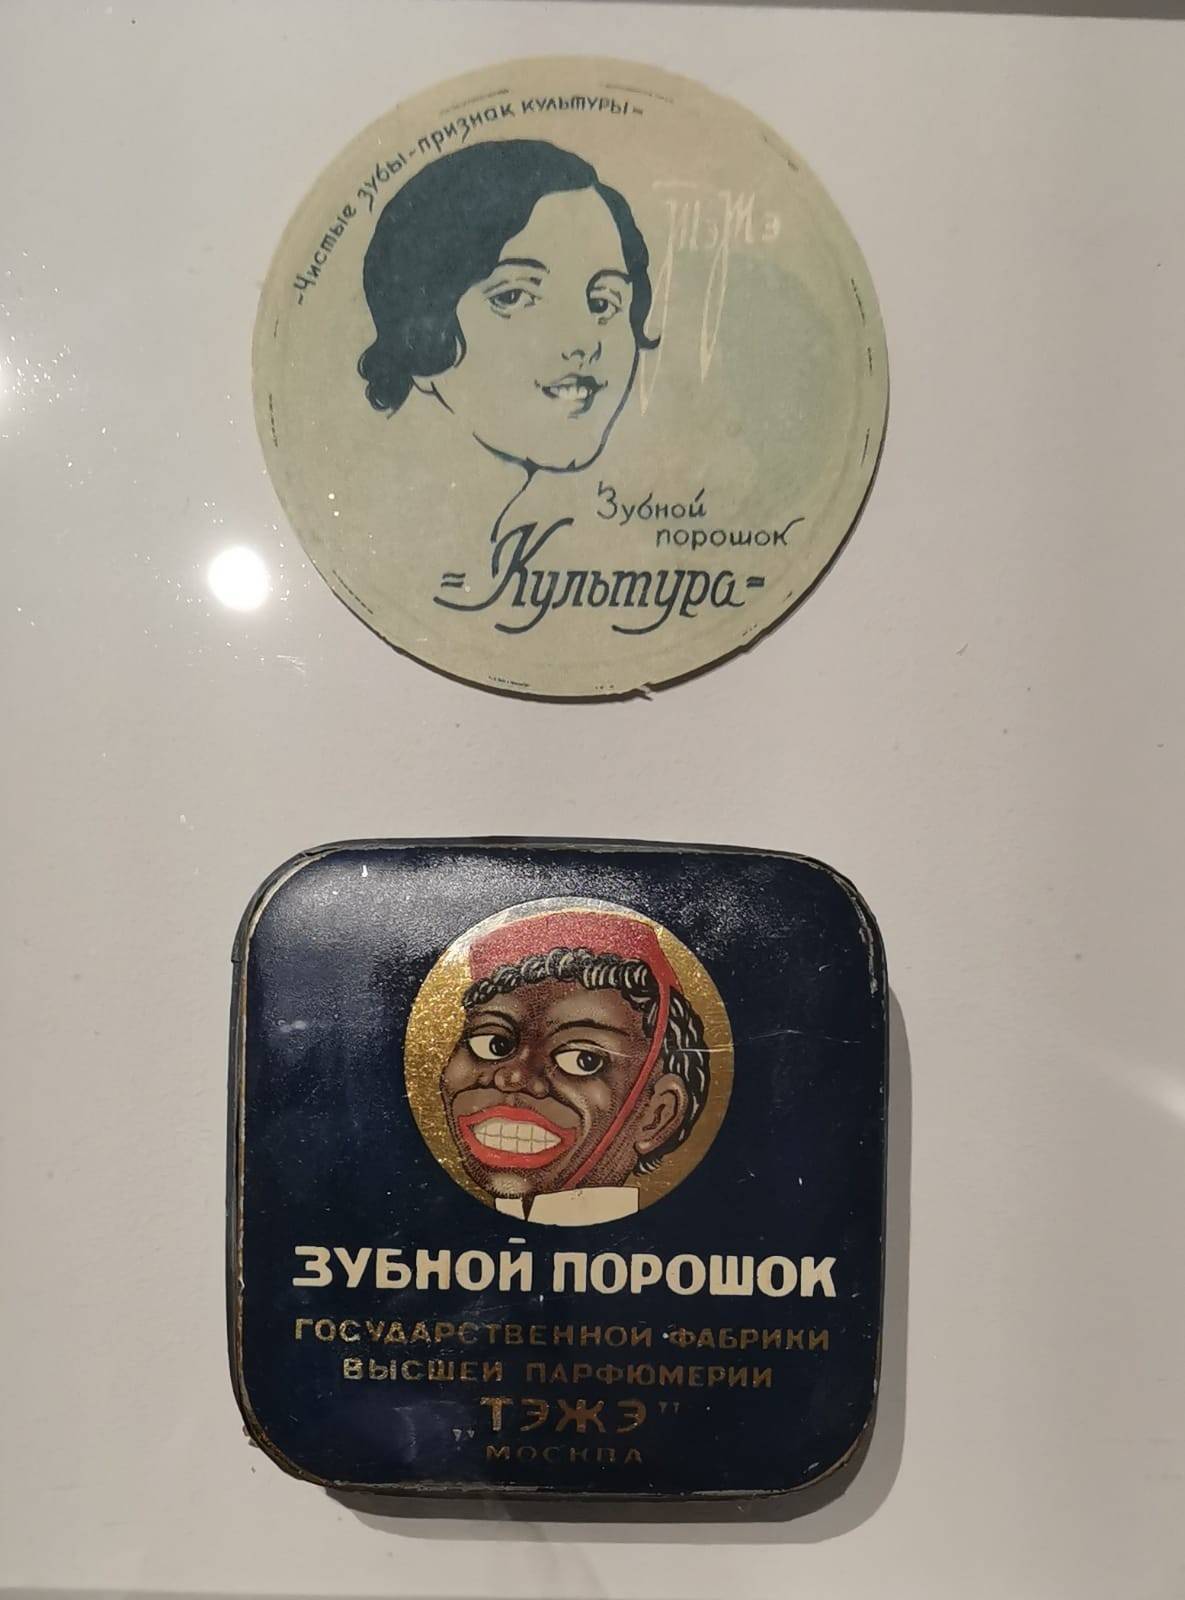 -Чистые зубы-признак культуры=
ТэЖэ
Зубной
порошок
=Культура=
ЗУБНОЙ ПОРОШОК
ГОСУДАРСТВЕННОЙ ФАБРИКИ
ВЫСШЕЙ ПАРФЮМЕРИИ
„ТЭЖЭ"
МОСКВА